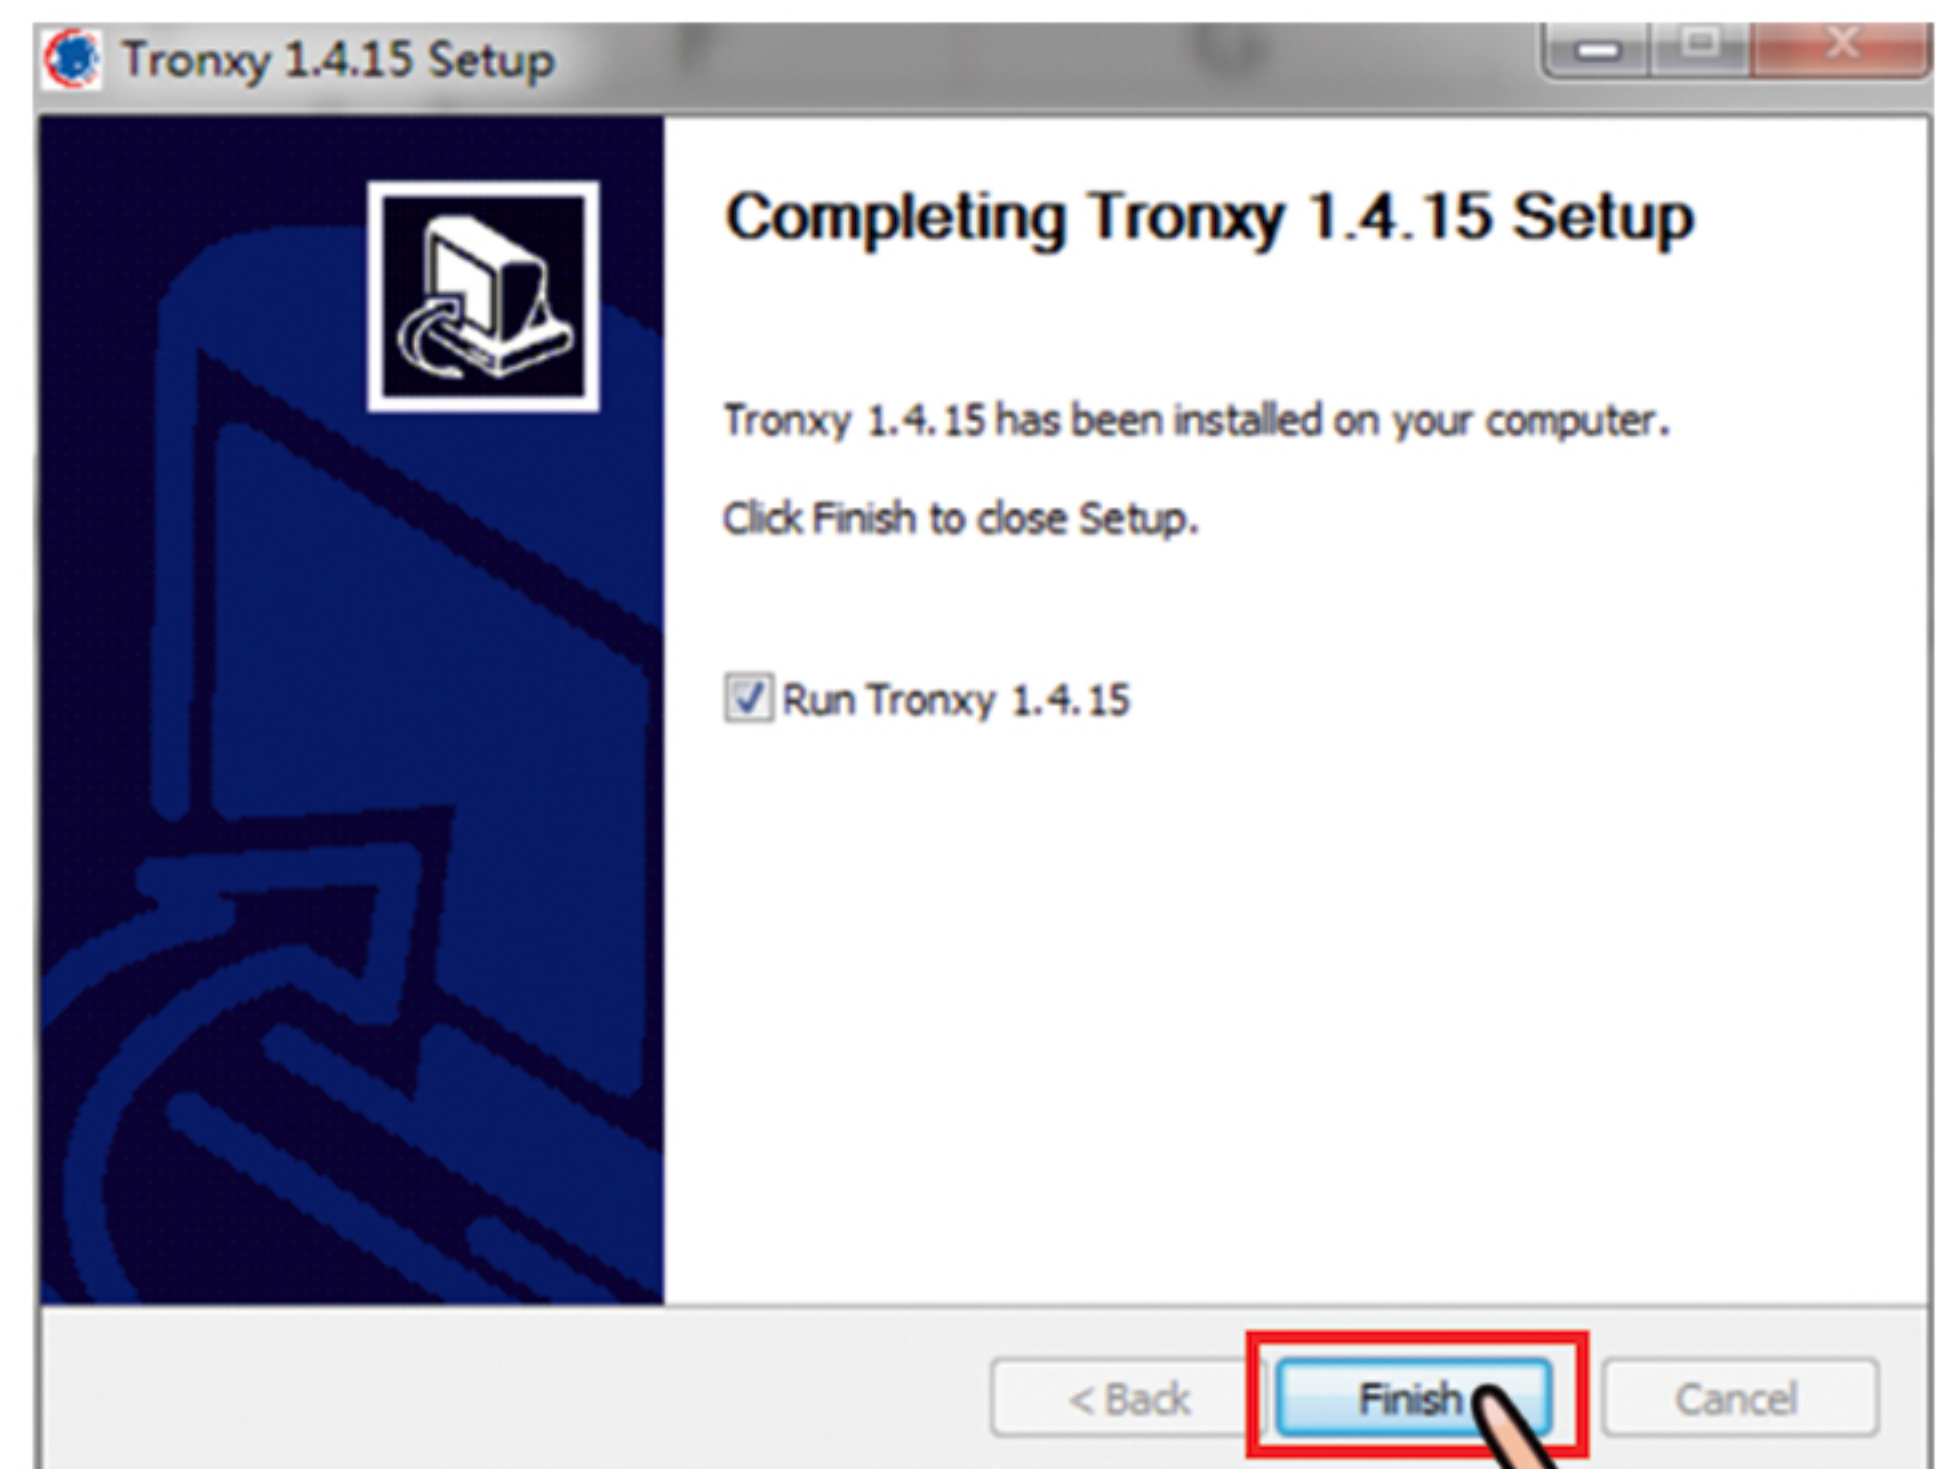 Tronxy 1.4.15 Setup
Completing Tronxy 1.4.15 Setup
Tronxy 1.4.15 has been installed on your computer.
Click Finish to close Setup.
Run Tronxy 1.4.15
< Back Finish Cancel